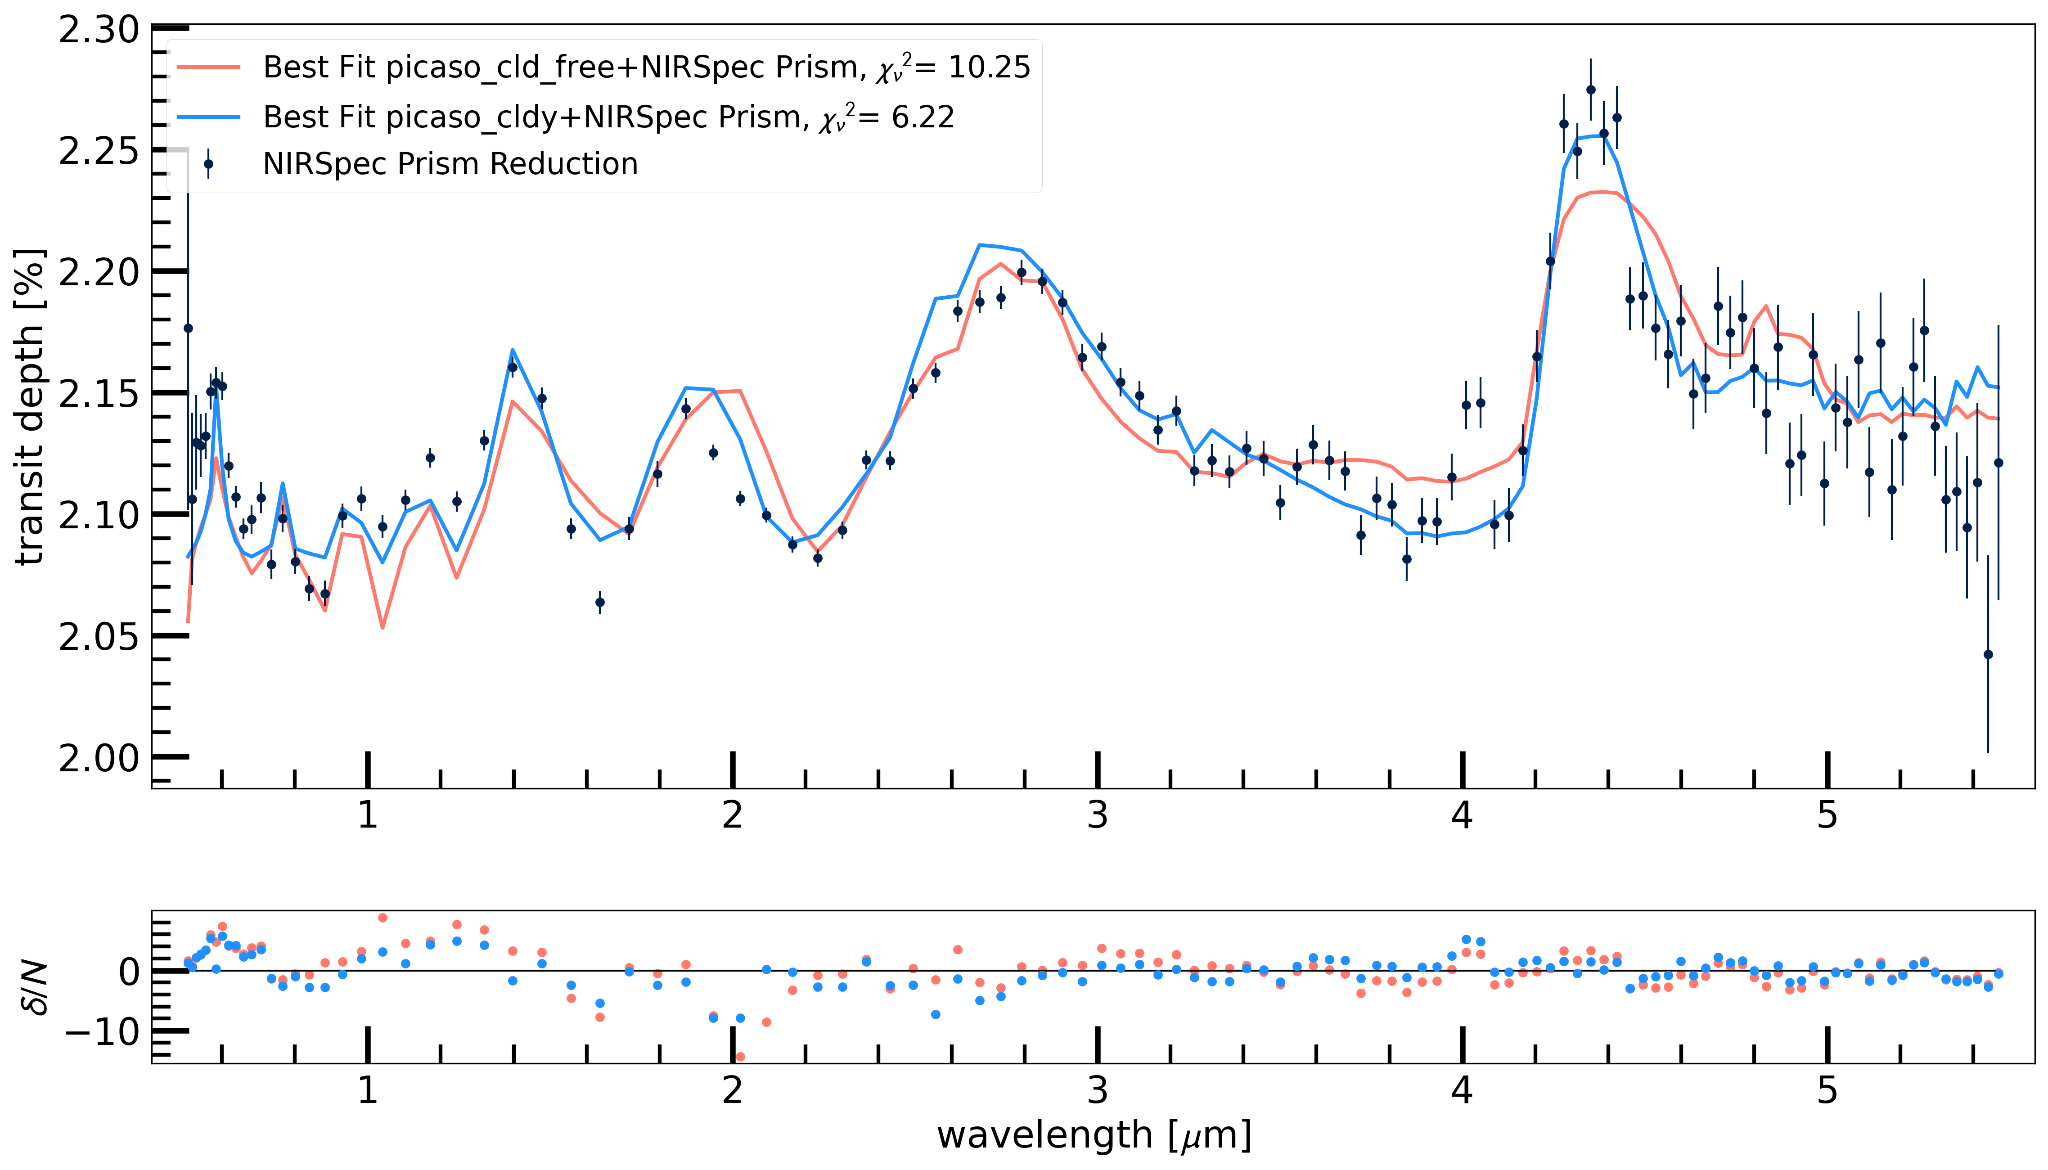 2.30
2.25
2.20
2.15
2.10
2.05
2.00
transit depth [%]
Best Fit picaso_cld_free+NIRSpec Prism, χᵥ²= 10.25
Best Fit picaso_cldy+NIRSpec Prism, χᵥ²= 6.22
NIRSpec Prism Reduction
1 2 3 4 5
0
−10
δ/N
1 2 3 4 5
wavelength [μm]